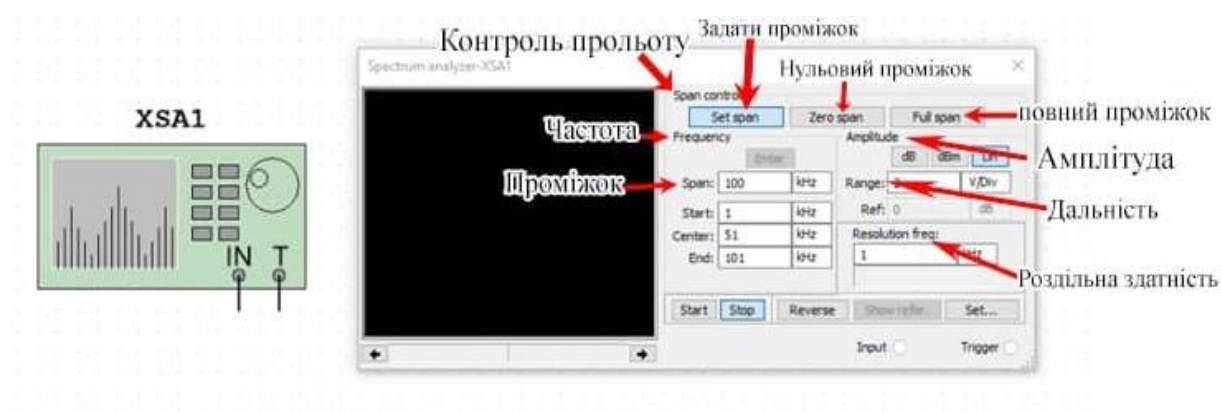 Задати проміжок
Контроль прольоту
Spectrum analyzer-XSA1
Нульовий проміжок
Span control
XSA1
Set span
Zero span
Full span
повний проміжок
Частота
Frequency
Amplitude
Амплітуда
Enter
dB
dBm
Lin
Проміжок
Span: 100 kHz
Range: V/Div
Дальність
Start: 1 kHz
Ref: 0 dB
Center: 51 kHz
Resolution freq:
End: 101 kHz
1 kHz
Роздільна здатність
IN T
Start
Stop
Reverse
Show refer.
Set...
Input
Trigger